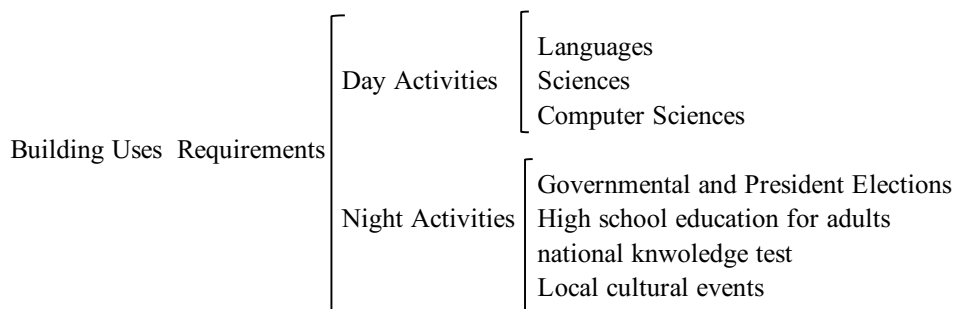 Languages
Day Activities Sciences
Computer Sciences
Building Uses Requirements
Governmental and President Elections
Night Activities High school education for adults
national knwoledge test
Local cultural events